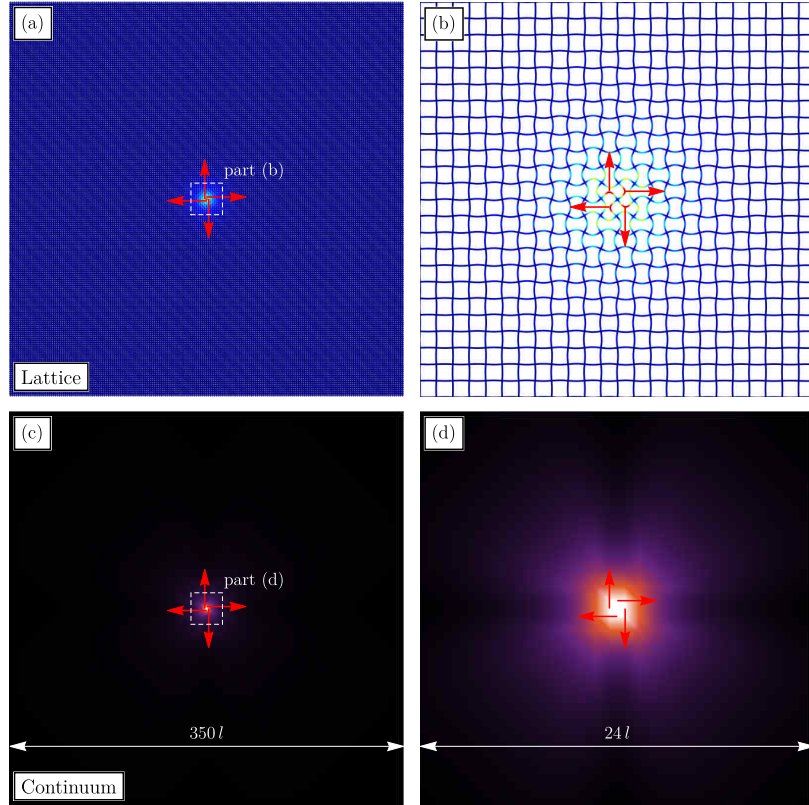 (a)
part (b)
Lattice
(b)
(c)
part (d)
350 l
Continuum
(d)
24 l